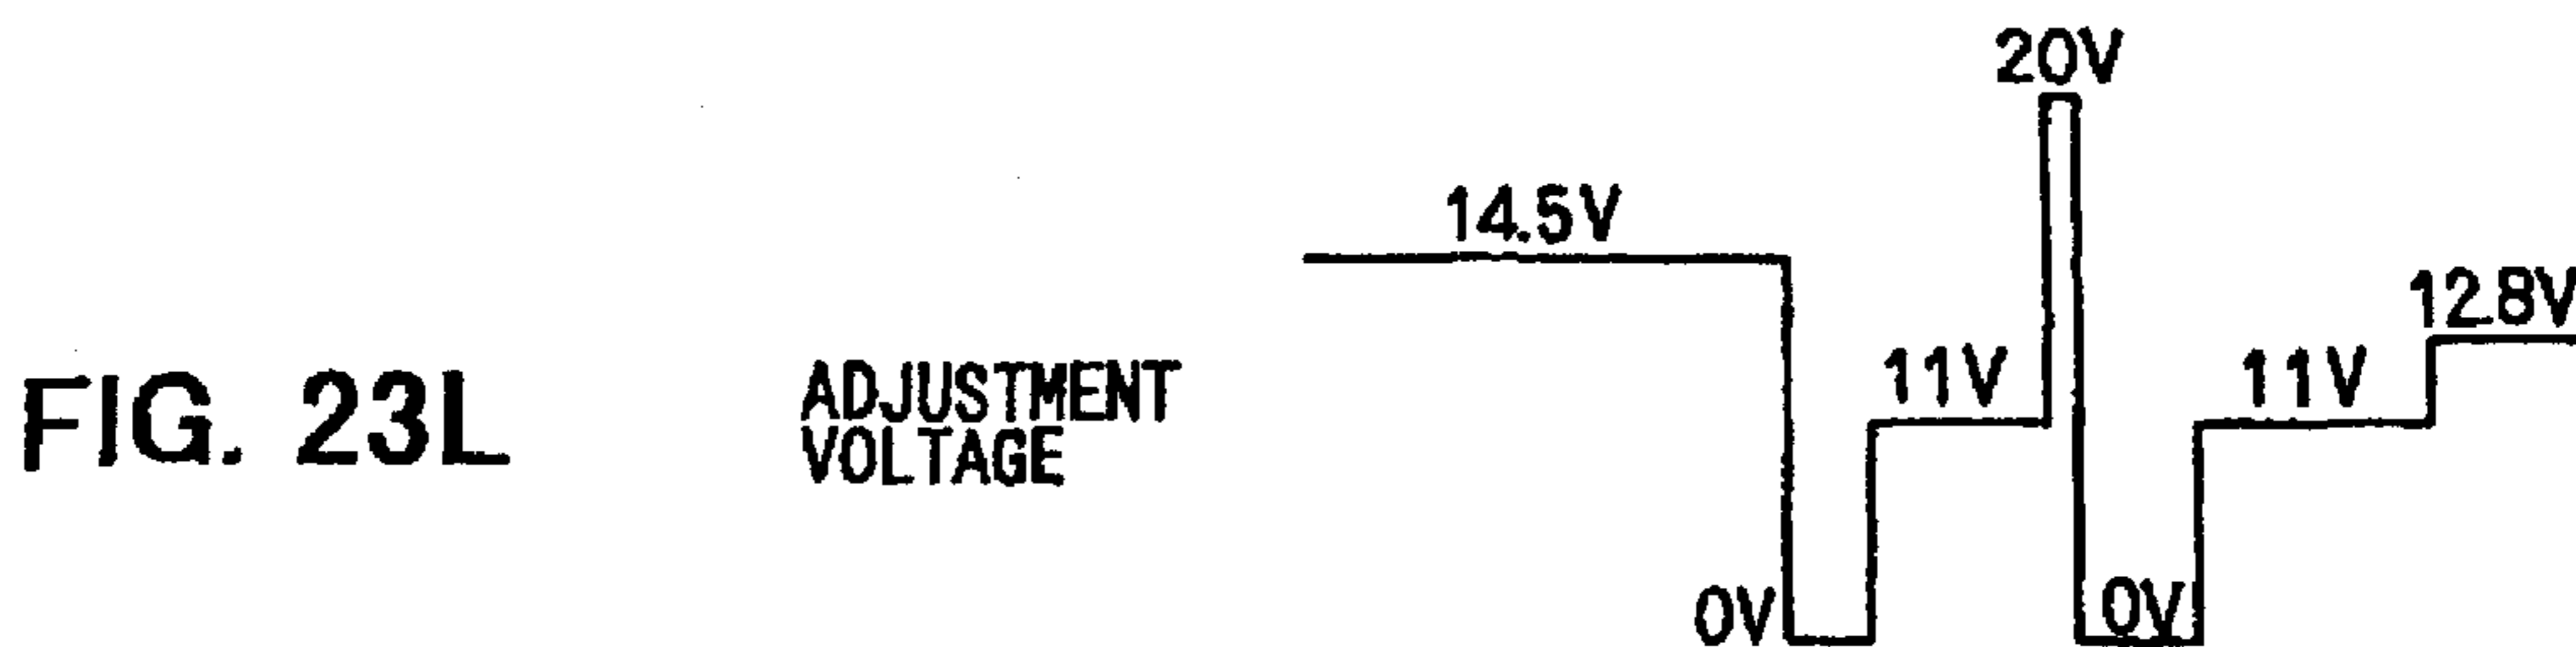 20V
14.5V
12.8V
11V
11V
FIG. 23L
ADJUSTMENT
VOLTAGE
0V
0V